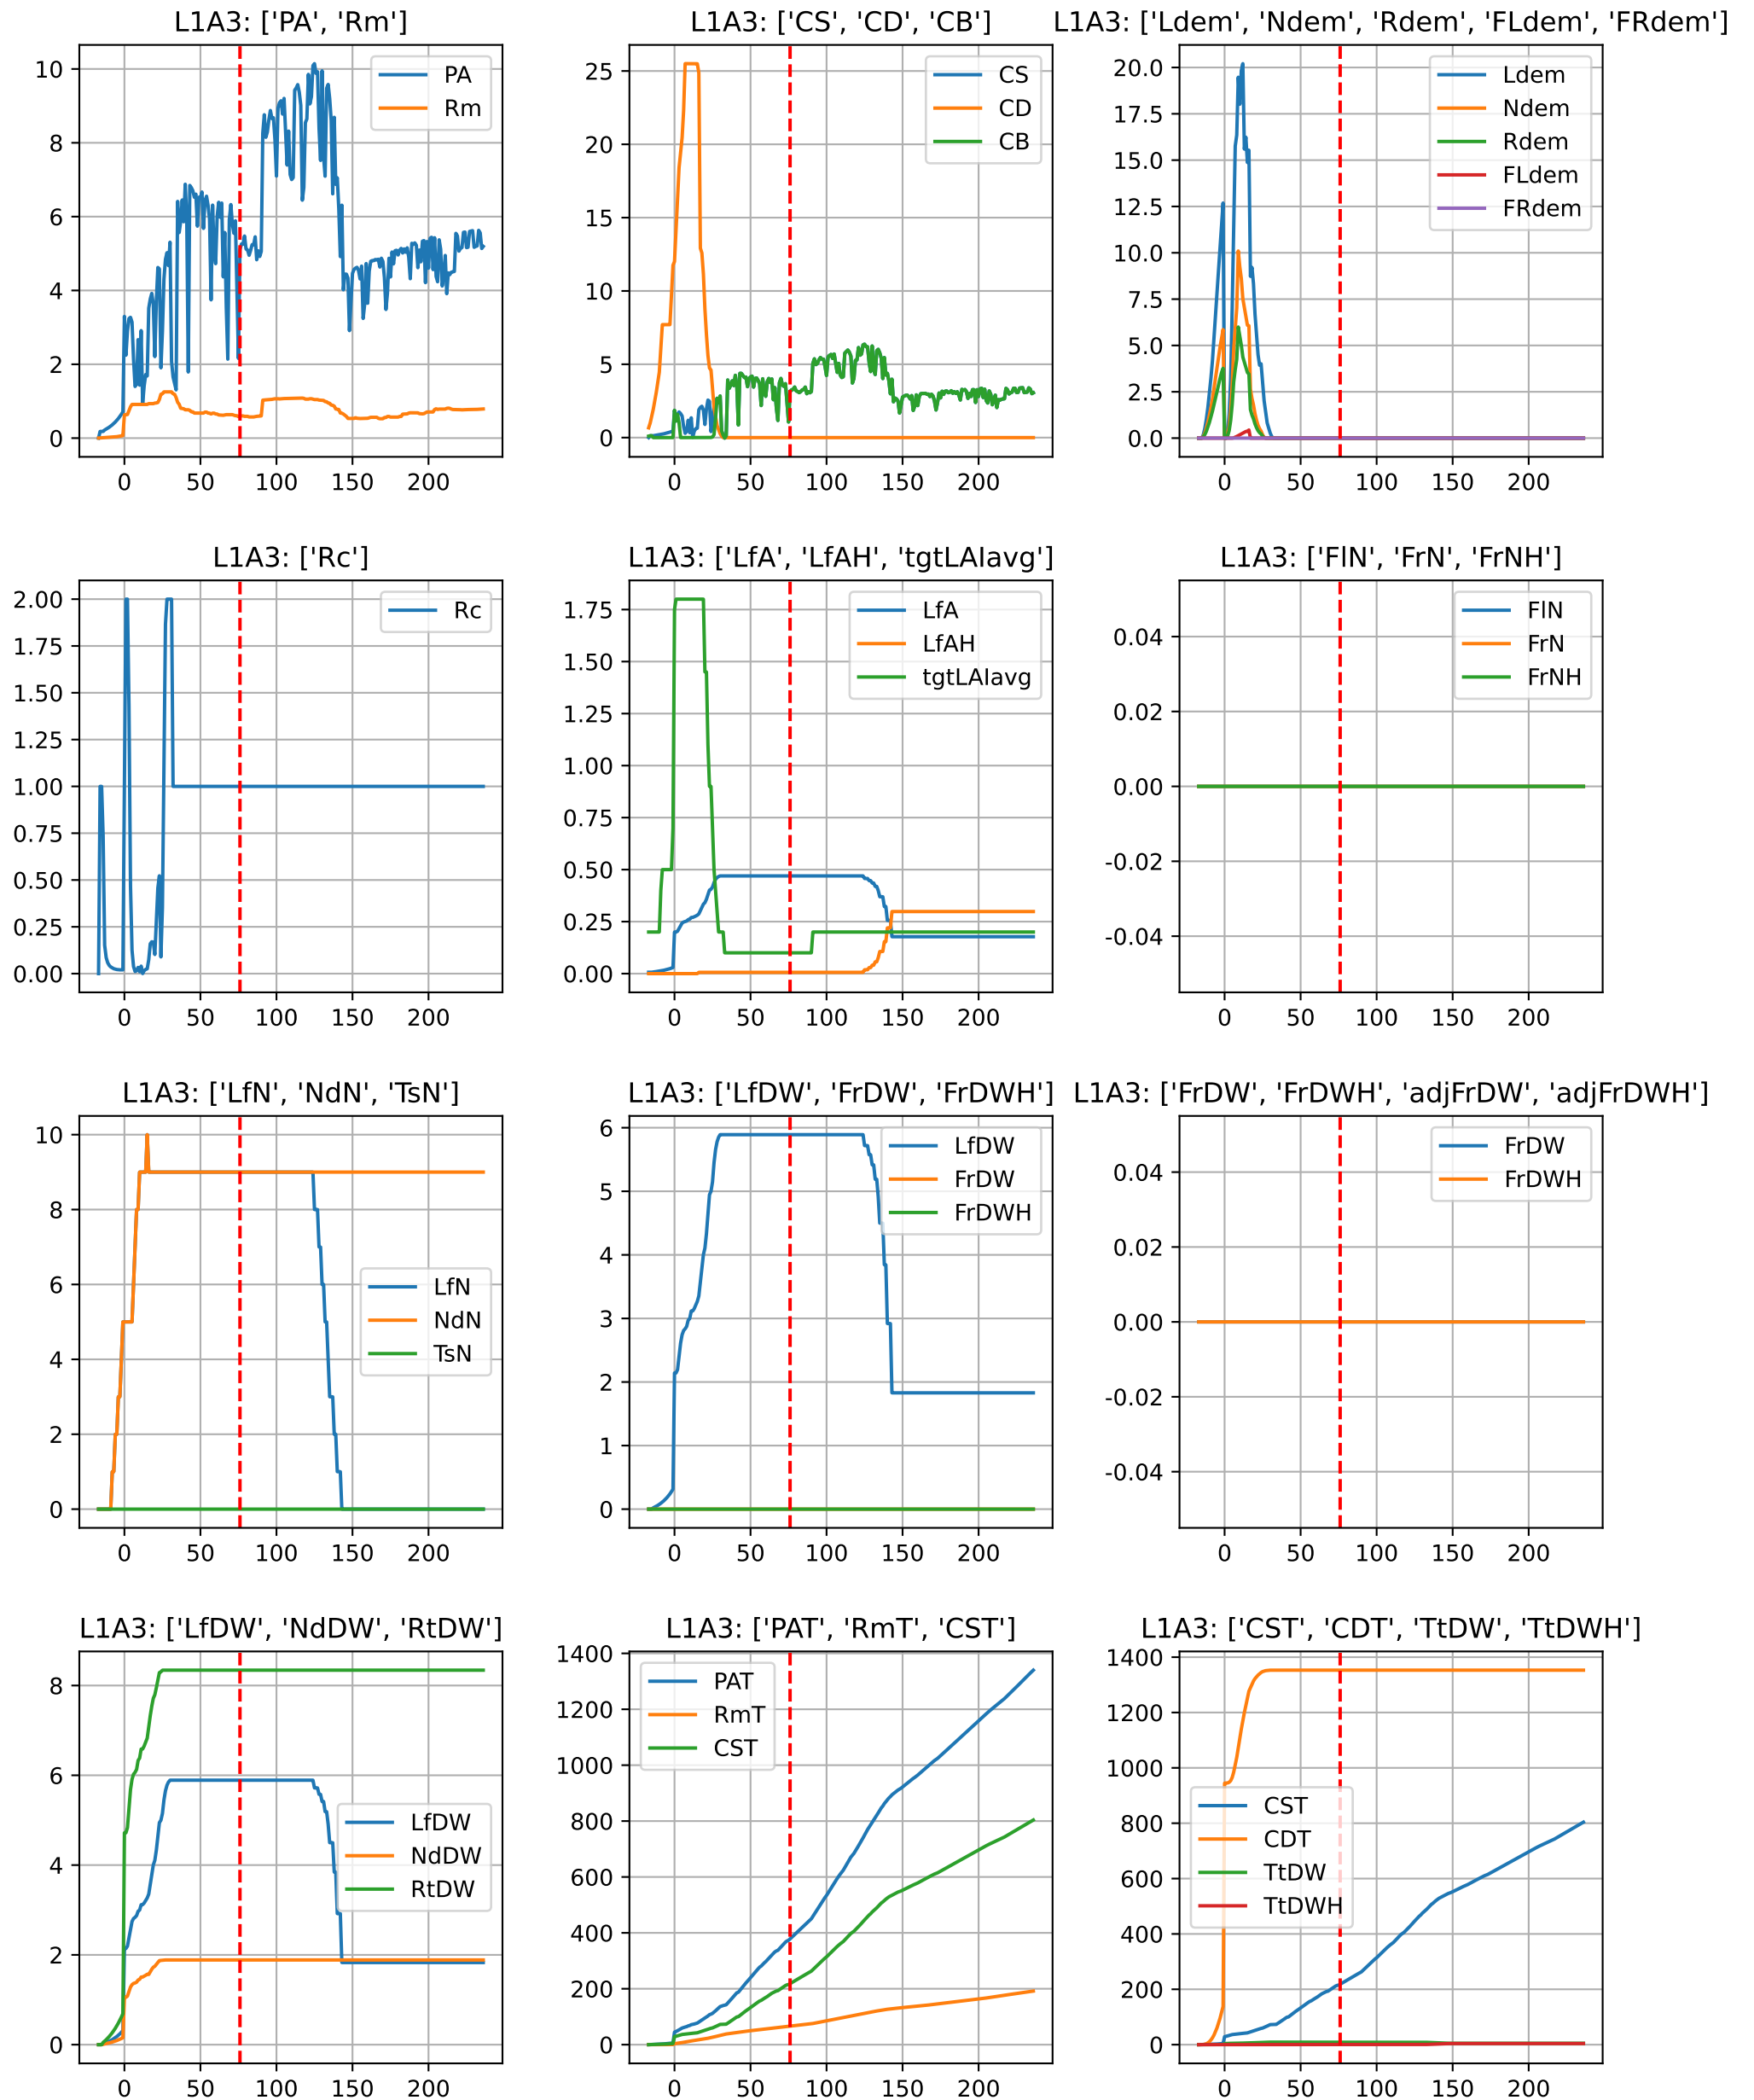 L1A3: ['PA', 'Rm']
10
8
6
4
2
0
0 50 100 150 200
PA
Rm
L1A3: ['CS', 'CD', 'CB']
25
20
15
10
5
0
0 50 100 150 200
CS
CD
CB
L1A3: ['Ldem', 'Ndem', 'Rdem', 'FLdem', 'FRdem']
20.0
17.5
15.0
12.5
10.0
7.5
5.0
2.5
0.0
0 50 100 150 200
Ldem
Ndem
Rdem
FLdem
FRdem
L1A3: ['Rc']
2.00
1.75
1.50
1.25
1.00
0.75
0.50
0.25
0.00
0 50 100 150 200
Rc
L1A3: ['LfA', 'LfAH', 'tgtLAIavg']
1.75
1.50
1.25
1.00
0.75
0.50
0.25
0.00
0 50 100 150 200
LfA
LfAH
tgtLAIavg
L1A3: ['FlN', 'FrN', 'FrNH']
0.04
0.02
0.00
-0.02
-0.04
0 50 100 150 200
FlN
FrN
FrNH
L1A3: ['LfN', 'NdN', 'TsN']
10
8
6
4
2
0
0 50 100 150 200
LfN
NdN
TsN
L1A3: ['LfDW', 'FrDW', 'FrDWH']
6
5
4
3
2
1
0
0 50 100 150 200
LfDW
FrDW
FrDWH
L1A3: ['FrDW', 'FrDWH', 'adjFrDW', 'adjFrDWH']
0.04
0.02
0.00
-0.02
-0.04
0 50 100 150 200
FrDW
FrDWH
L1A3: ['LfDW', 'NdDW', 'RtDW']
8
6
4
2
0
0 50 100 150 200
LfDW
NdDW
RtDW
L1A3: ['PAT', 'RmT', 'CST']
1400
1200
1000
800
600
400
200
0
0 50 100 150 200
PAT
RmT
CST
L1A3: ['CST', 'CDT', 'TtDW', 'TtDWH']
1400
1200
1000
800
600
400
200
0
0 50 100 150 200
CST
CDT
TtDW
TtDWH